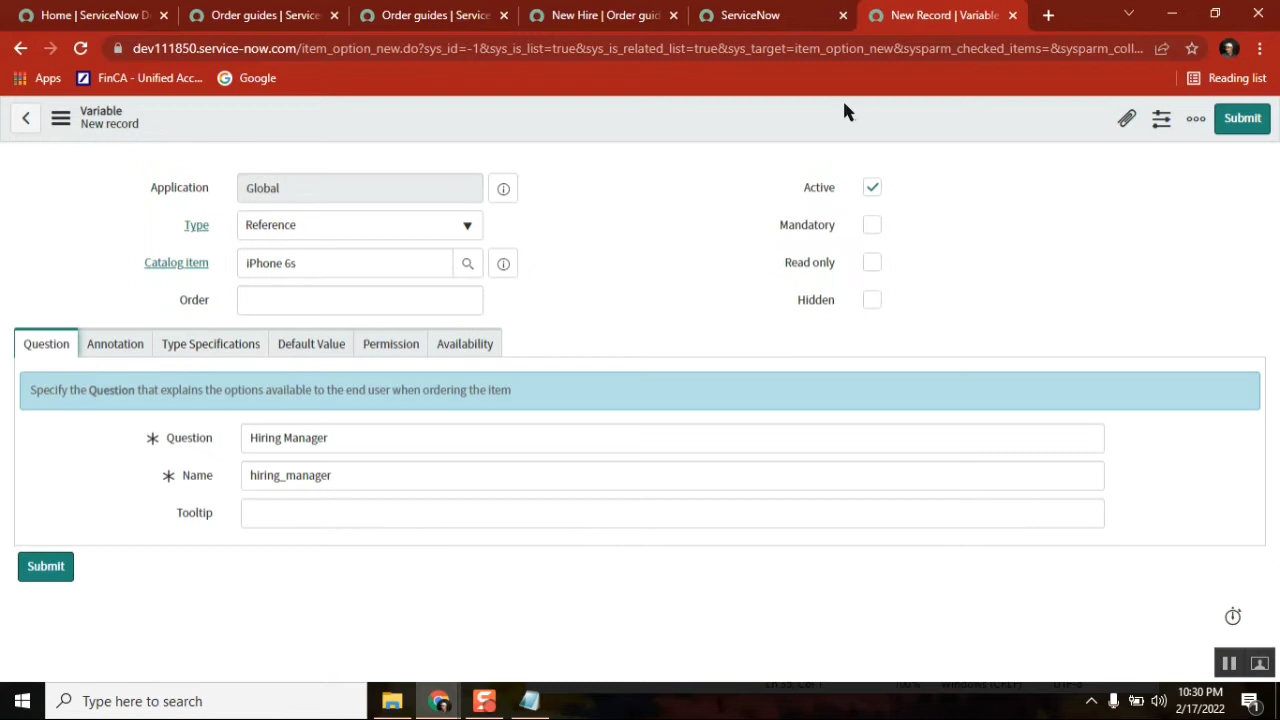 Home | ServiceNow D
Order guides | Service
Order guides | Service
New Hire | Order guid
ServiceNow
New Record | Variable
dev111850.service-now.com/item_option_new.do?sys_id=-1&sys_is_list=true&sys_is_related_list=true&sys_target=item_option_new&sysparm_checked_items=&sysparm_coll...
Apps
FinCA - Unified Acc...
Google
Reading list
Variable
New record
Submit
Application
Global
Active
Type
Reference
Mandatory
Catalog item
iPhone 6s
Read only
Order
Hidden
Question
Annotation
Type Specifications
Default Value
Permission
Availability
Specify the Question that explains the options available to the end user when ordering the item
Question
Hiring Manager
Name
hiring_manager
Tooltip
Submit
Type here to search
10:30 PM
2/17/2022
1